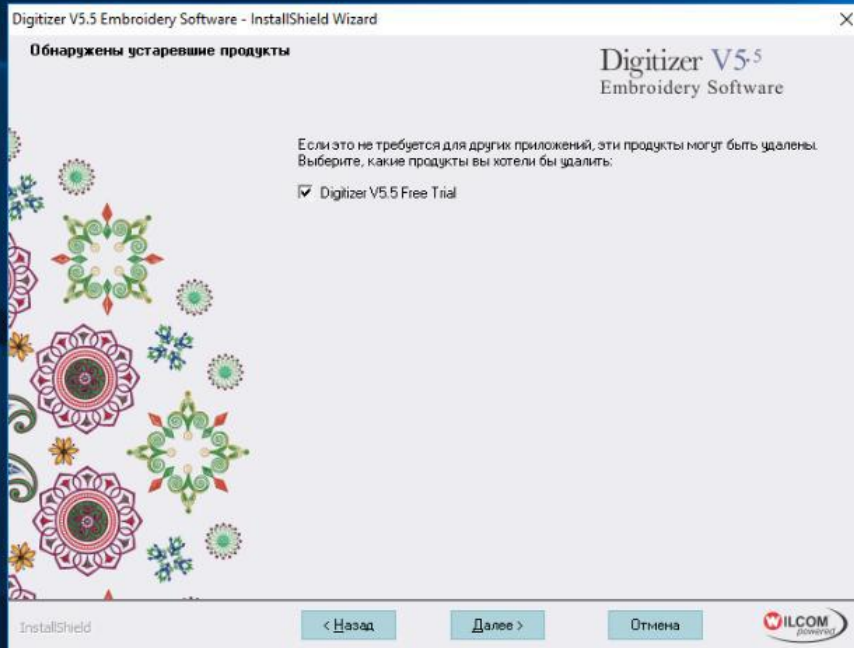 Digitizer V5.5 Embroidery Software - InstallShield Wizard
Обнаружены устаревшие продукты
Digitizer V5.5
Embroidery Software
Если это не требуется для других приложений, эти продукты могут быть удалены.
Выберите, какие продукты вы хотели бы удалить:
Digitizer V5.5 Free Trial
InstallShield
< Назад
Далее >
Отмена
WILCOM
powered